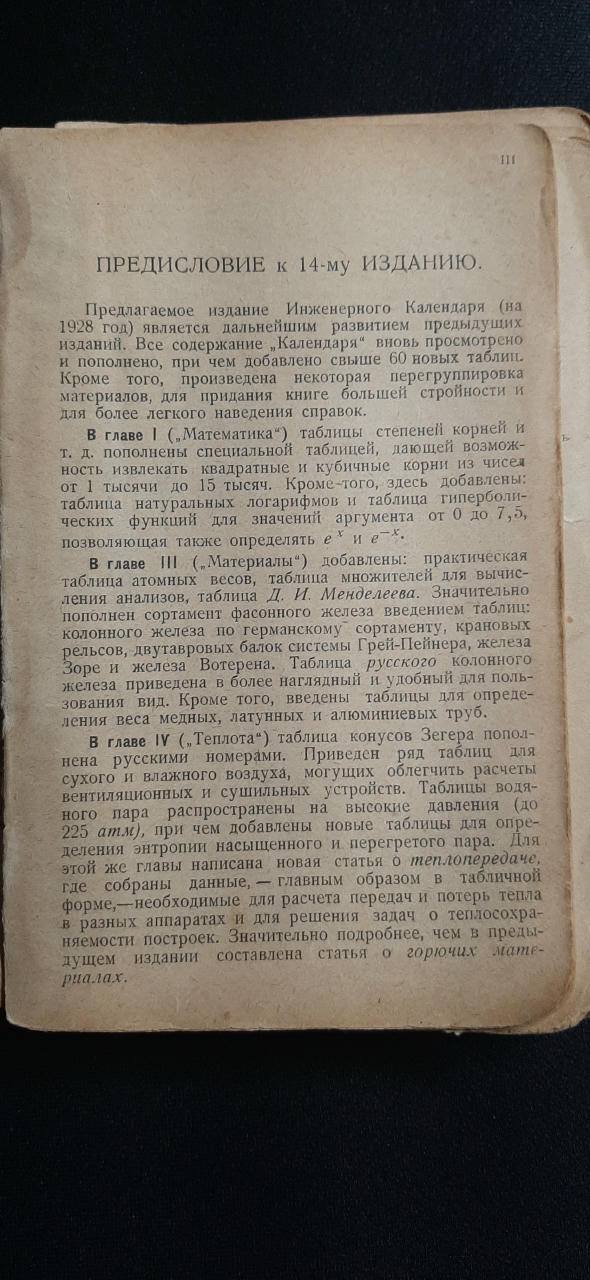 III
ПРЕДИСЛОВИЕ к 14-му ИЗДАНИЮ.
Предлагаемое издание Инженерного Календаря (на
1928 год) является дальнейшим развитием предыдущих
изданий. Все содержание „Календаря“ вновь просмотрено
и пополнено, при чем добавлено свыше 60 новых таблиц.
Кроме того, произведена некоторая перегруппировка
материалов, для придания книге большей стройности и
для более легкого наведения справок.
В главе I („Математика“) таблицы степеней корней и
т. д. пополнены специальной таблицей, дающей возмож-
ность извлекать квадратные и кубичные корни из чисел
от 1 тысячи до 15 тысяч. Кроме-того, здесь добавлены:
таблица натуральных логарифмов и таблица гиперболи-
ческих функций для значений аргумента от 0 до 7,5,
позволяющая также определять e^x и e^{-x}.
В главе III („Материалы“) добавлены: практическая
таблица атомных весов, таблица множителей для вычис-
ления анализов, таблица Д. И. Менделеева. Значительно
пополнен сортамент фасонного железа введением таблиц:
колонного железа по германскому сортаменту, крановых
рельсов, двутавровых балок системы Грей-Пейнера, железа
Зоре и железа Вотерена. Таблица русского колонного
железа приведена в более наглядный и удобный для поль-
зования вид. Кроме того, введены таблицы для опреде-
ления веса медных, латунных и алюминиевых труб.
В главе IV („Теплота“) таблица конусов Зегера попол-
нена русскими номерами. Приведен ряд таблиц для
сухого и влажного воздуха, могущих облегчить расчеты
вентиляционных и сушильных устройств. Таблицы водя-
ного пара распространены на высокие давления (до
225 атм), при чем добавлены новые таблицы для опре-
деления энтропии насыщенного и перегретого пара. Для
этой же главы написана новая статья о теплопередаче,
где собраны данные, — главным образом в табличной
форме,—необходимые для расчета передач и потерь тепла
в разных аппаратах и для решения задач о теплосохра-
няемости построек. Значительно подробнее, чем в преды-
дущем издании составлена статья о горючих мате-
риалах.